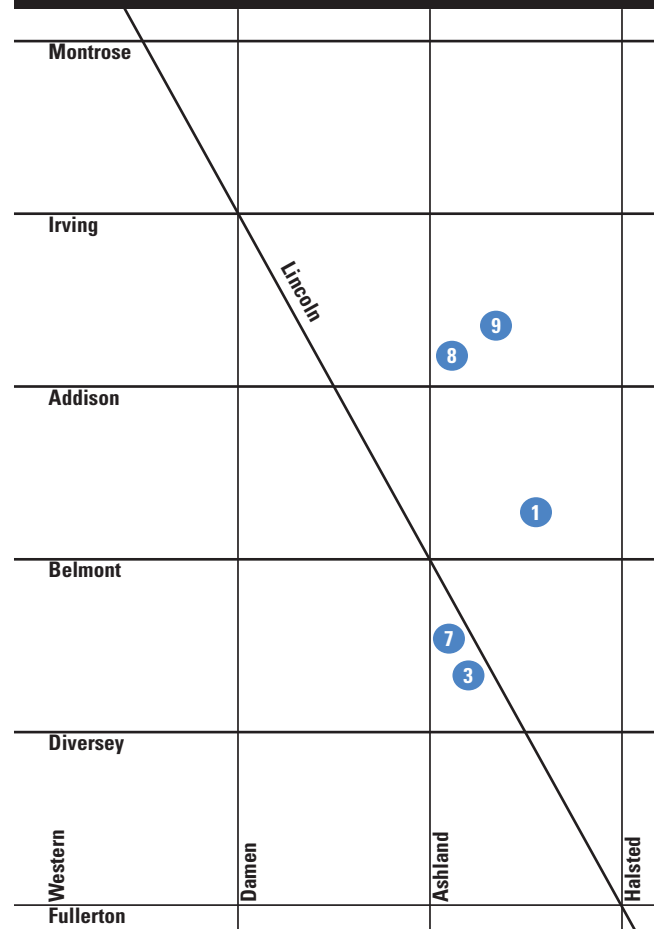 Montrose
Irving
Lincoln
9
8
Addison
1
Belmont
7
3
Diversey
Western
Damen
Ashland
Halsted
Fullerton